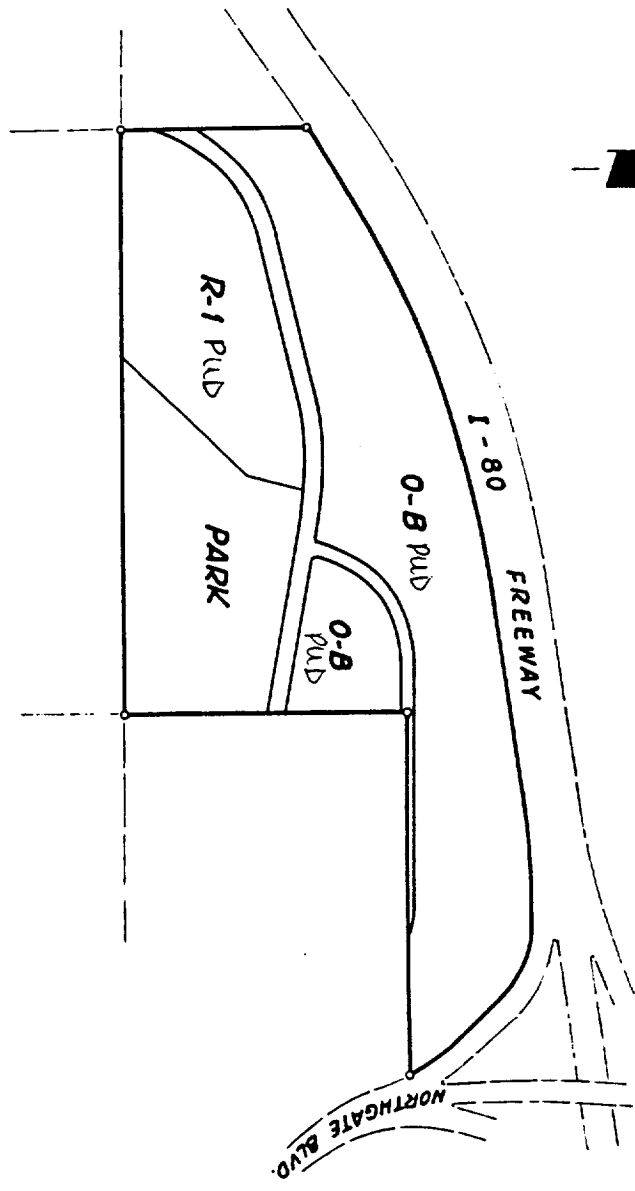 R-1 PUD
I-80
FREEWAY
O-B PUD
PARK
O-B
PUD
NORTHGATE BLVD.